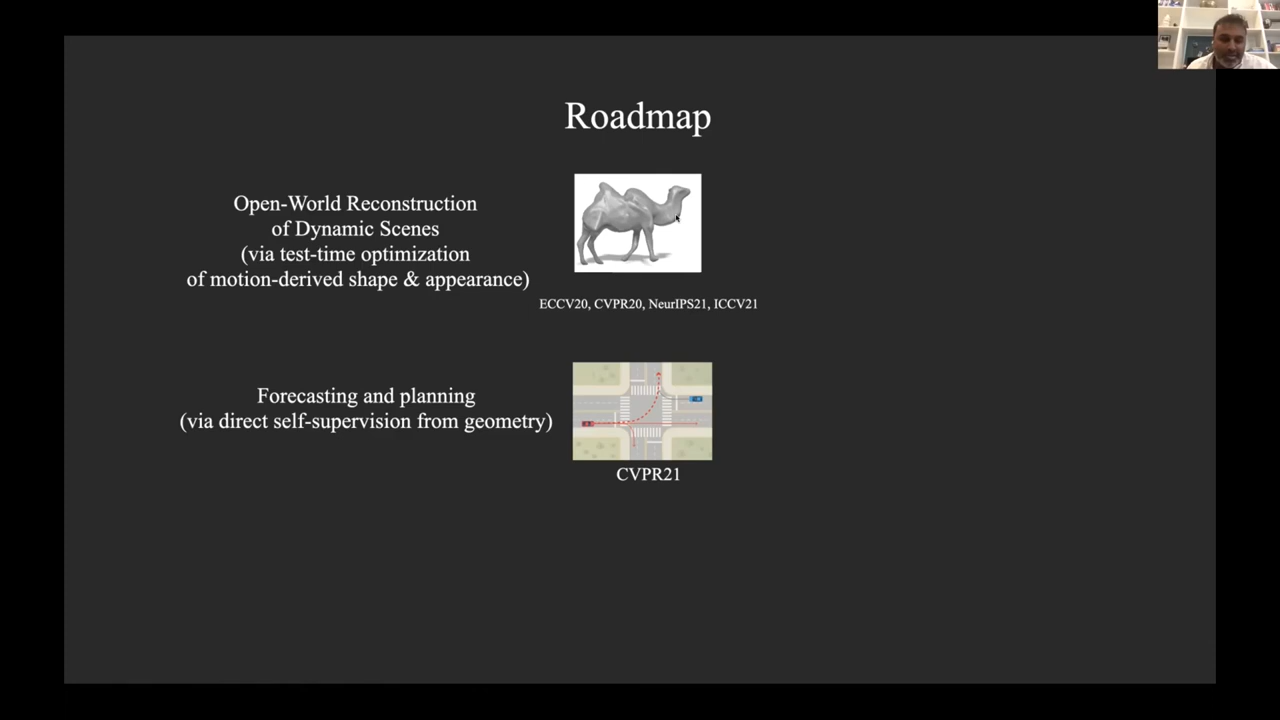 Roadmap
Open-World Reconstruction
of Dynamic Scenes
(via test-time optimization
of motion-derived shape & appearance)
ECCV20, CVPR20, NeurIPS21, ICCV21
Forecasting and planning
(via direct self-supervision from geometry)
CVPR21